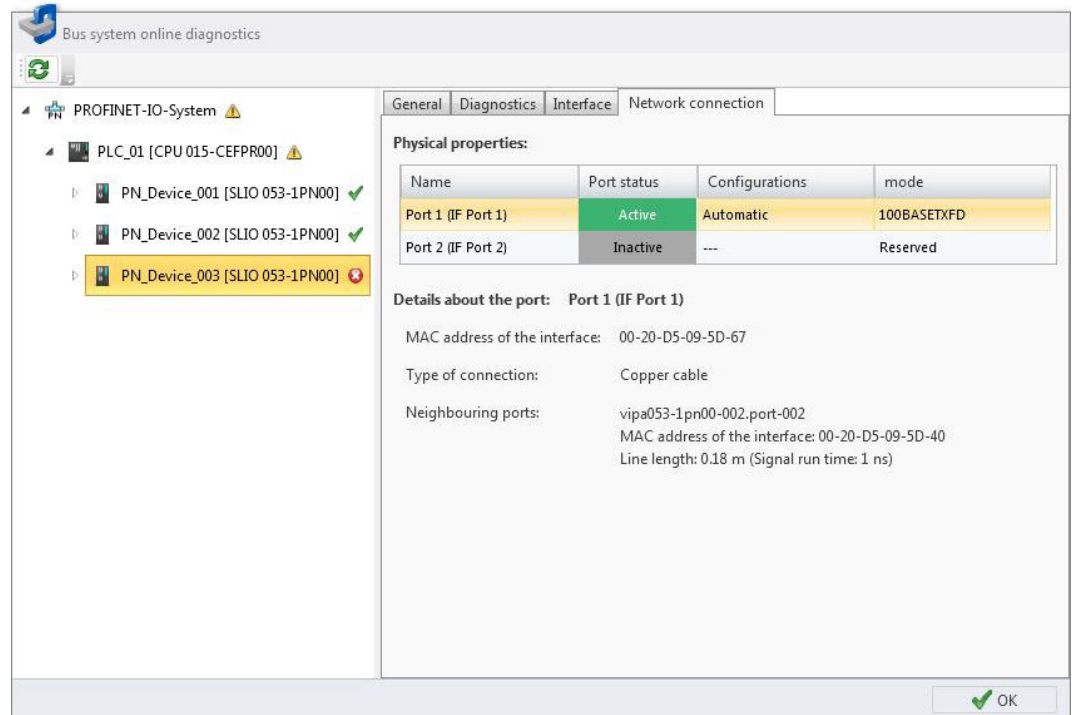 Bus system online diagnostics
PROFINET-IO-System
PLC_01 [CPU 015-CEFPR00]
PN_Device_001 [SLIO 053-1PN00]
PN_Device_002 [SLIO 053-1PN00]
PN_Device_003 [SLIO 053-1PN00]
General Diagnostics Interface Network connection
Physical properties:
Name Port status Configurations mode
Port 1 (IF Port 1) Active Automatic 100BASETXFD
Port 2 (IF Port 2) Inactive --- Reserved
Details about the port: Port 1 (IF Port 1)
MAC address of the interface: 00-20-D5-09-5D-67
Type of connection: Copper cable
Neighbouring ports: vipa053-1pn00-002.port-002
MAC address of the interface: 00-20-D5-09-5D-40
Line length: 0.18 m (Signal run time: 1 ns)
OK